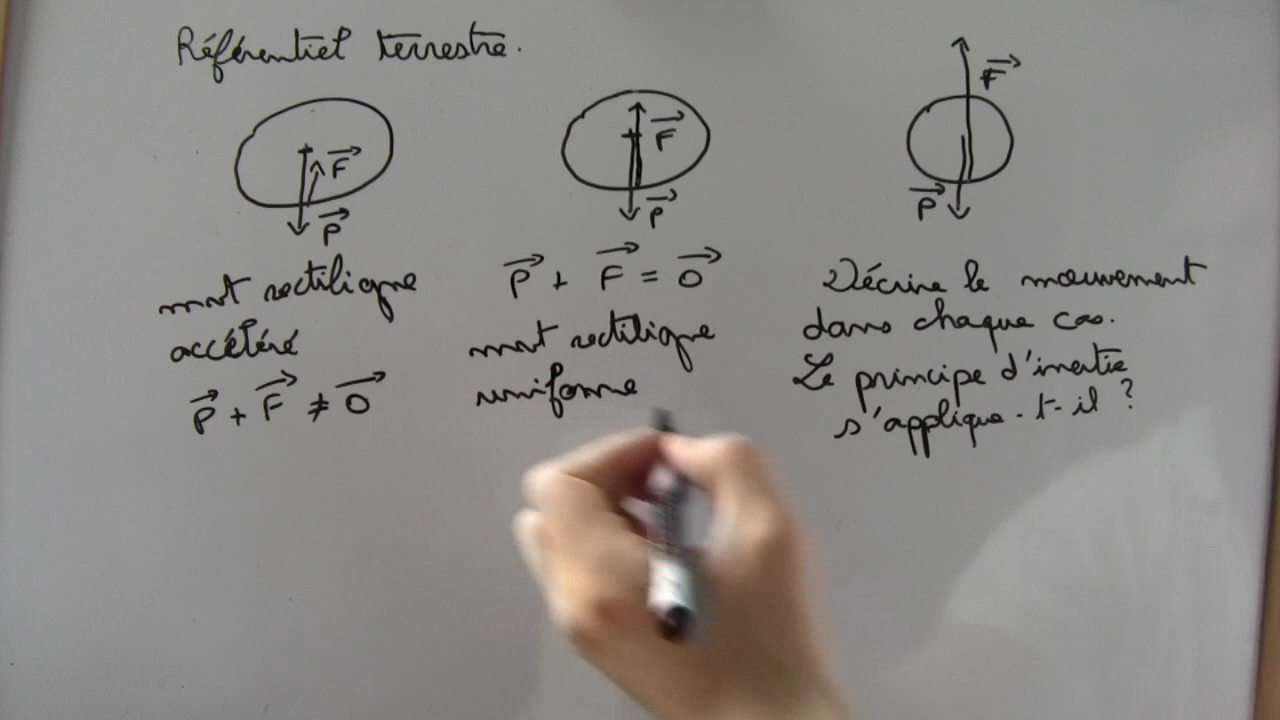 Référentiel terrestre.
F
P
F
P
F
P
mvt rectiligne
accéléré
P + F ≠ 0
P + F = 0
mvt rectiligne
uniforme
Décrire le mouvement
dans chaque cas.
Le principe d'inertie
s'applique-t-il ?